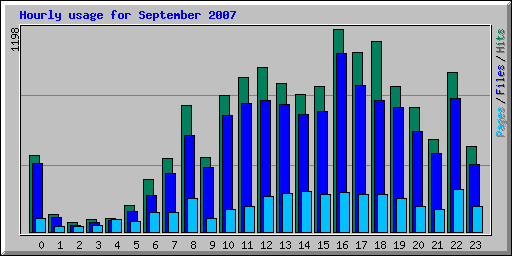 Hourly usage for September 2007
1198
Pages/Files/Hits
0 1 2 3 4 5 6 7 8 9 10 11 12 13 14 15 16 17 18 19 20 21 22 23